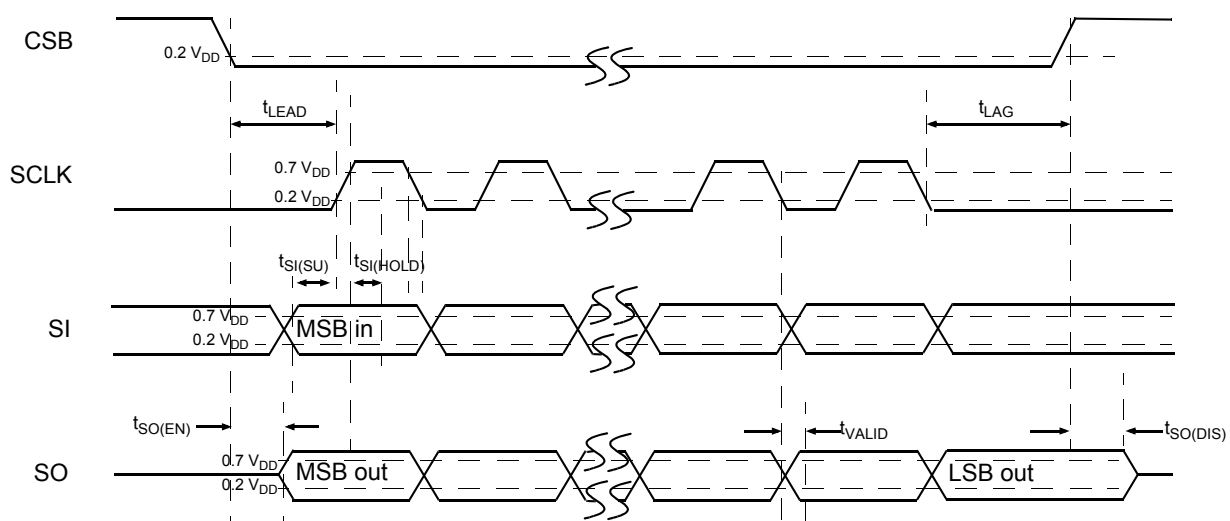 CSB
0.2 VDD
tLEAD
tLAG
SCLK
0.7 VDD
0.2 VDD
tSI(SU)
tSI(HOLD)
SI
0.7 VDD
0.2 VDD
MSB in
tSO(EN)
tVALID
tSO(DIS)
SO
0.7 VDD
0.2 VDD
MSB out
LSB out